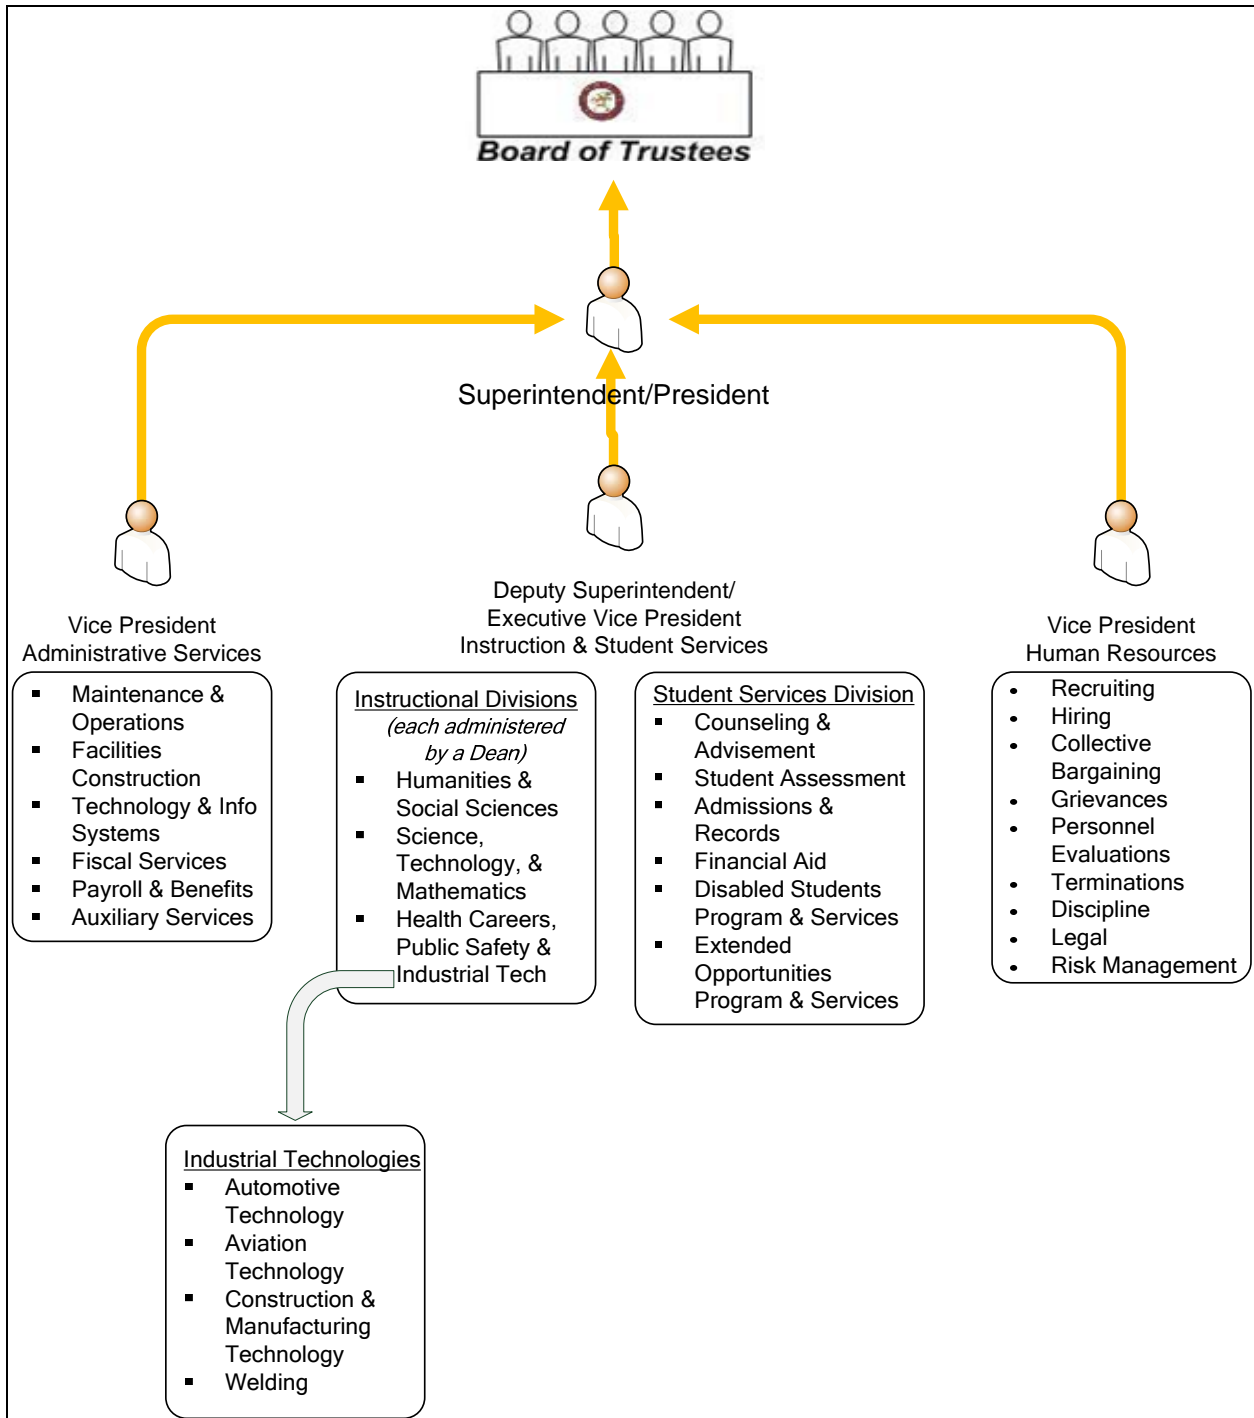 Board of Trustees
Superintendent/President
Vice President
Administrative Services
▪ Maintenance &
Operations
▪ Facilities
Construction
▪ Technology & Info
Systems
▪ Fiscal Services
▪ Payroll & Benefits
▪ Auxiliary Services
Deputy Superintendent/
Executive Vice President
Instruction & Student Services
Instructional Divisions
(each administered
by a Dean)
▪ Humanities &
Social Sciences
▪ Science,
Technology, &
Mathematics
▪ Health Careers,
Public Safety &
Industrial Tech
Student Services Division
▪ Counseling &
Advisement
▪ Student Assessment
▪ Admissions &
Records
▪ Financial Aid
▪ Disabled Students
Program & Services
▪ Extended
Opportunities
Program & Services
Vice President
Human Resources
• Recruiting
• Hiring
• Collective
Bargaining
• Grievances
• Personnel
Evaluations
• Terminations
• Discipline
• Legal
• Risk Management
Industrial Technologies
▪ Automotive
Technology
▪ Aviation
Technology
▪ Construction &
Manufacturing
Technology
▪ Welding